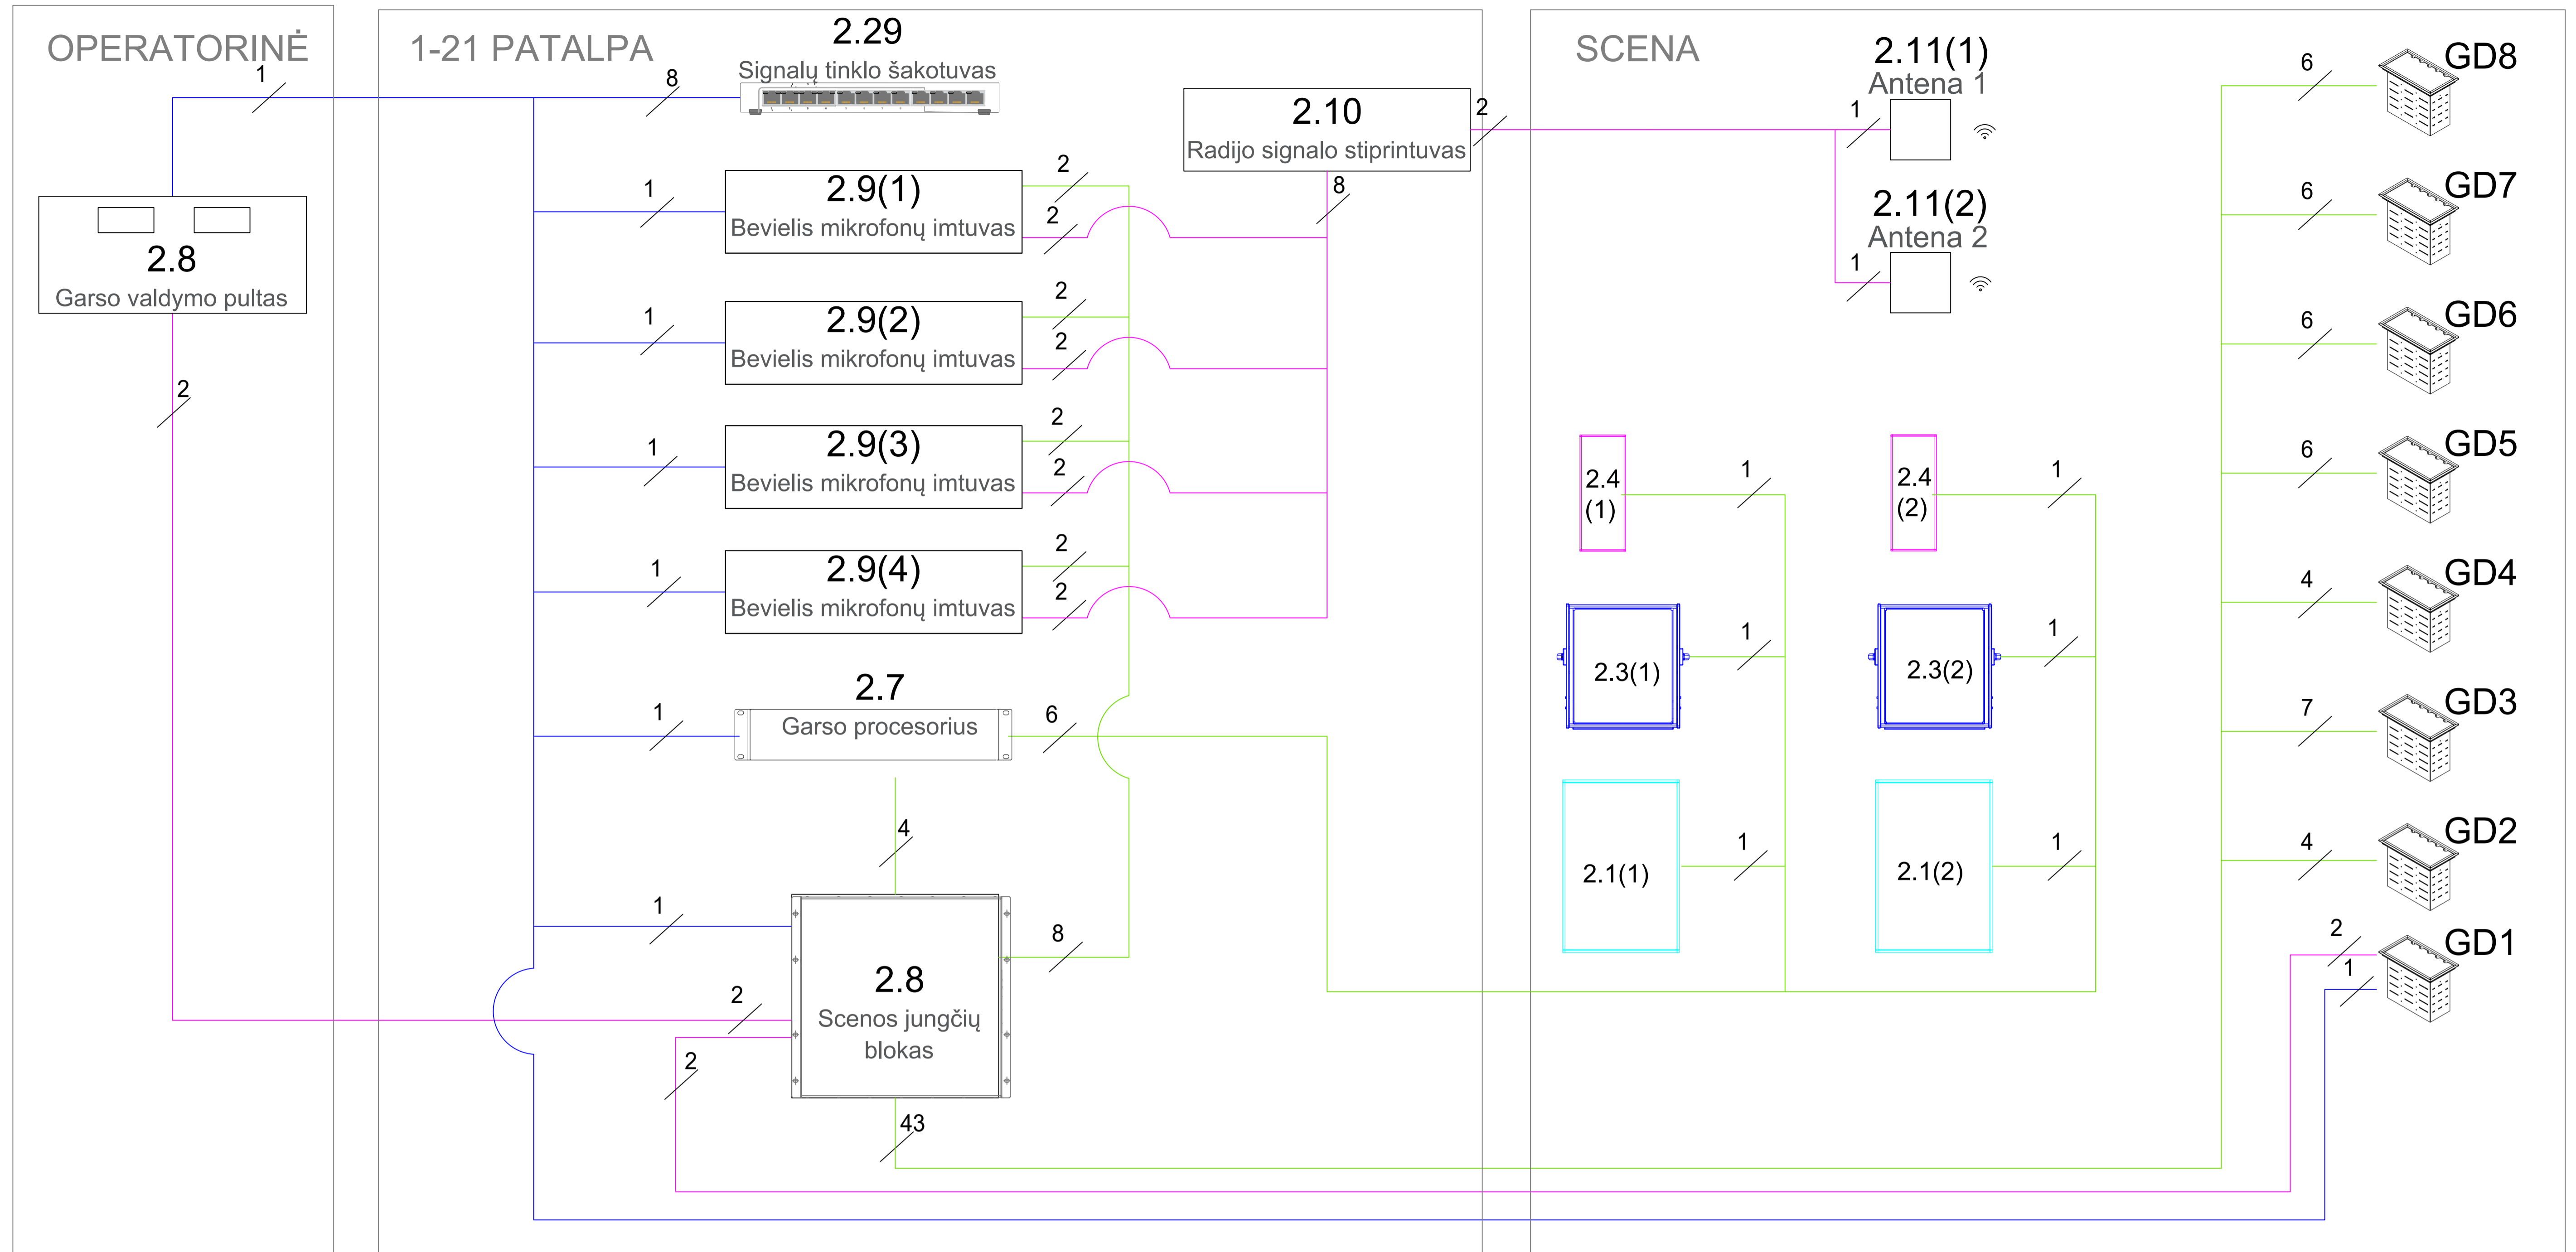 OPERATORINĖ
1
2.8
Garso valdymo pultas
2
1-21 PATALPA
2.29
Signalų tinklo šakotuvas
8
2.9(1)
Bevielis mikrofonų imtuvas
1
2
2
2.9(2)
Bevielis mikrofonų imtuvas
1
2
2
2.9(3)
Bevielis mikrofonų imtuvas
1
2
2
2.9(4)
Bevielis mikrofonų imtuvas
1
2
2
2.7
Garso procesorius
1
6
4
1
8
2.8
Scenos jungčių
blokas
2
2
43
2.10
Radijo signalo stiprintuvas
2
8
SCENA
2.11(1)
Antena 1
1
2.11(2)
Antena 2
1
2.4
(1)
1
2.4
(2)
1
2.3(1)
1
2.3(2)
1
2.1(1)
1
2.1(2)
1
6
GD8
6
GD7
6
GD6
6
GD5
4
GD4
7
GD3
4
GD2
2
1
GD1